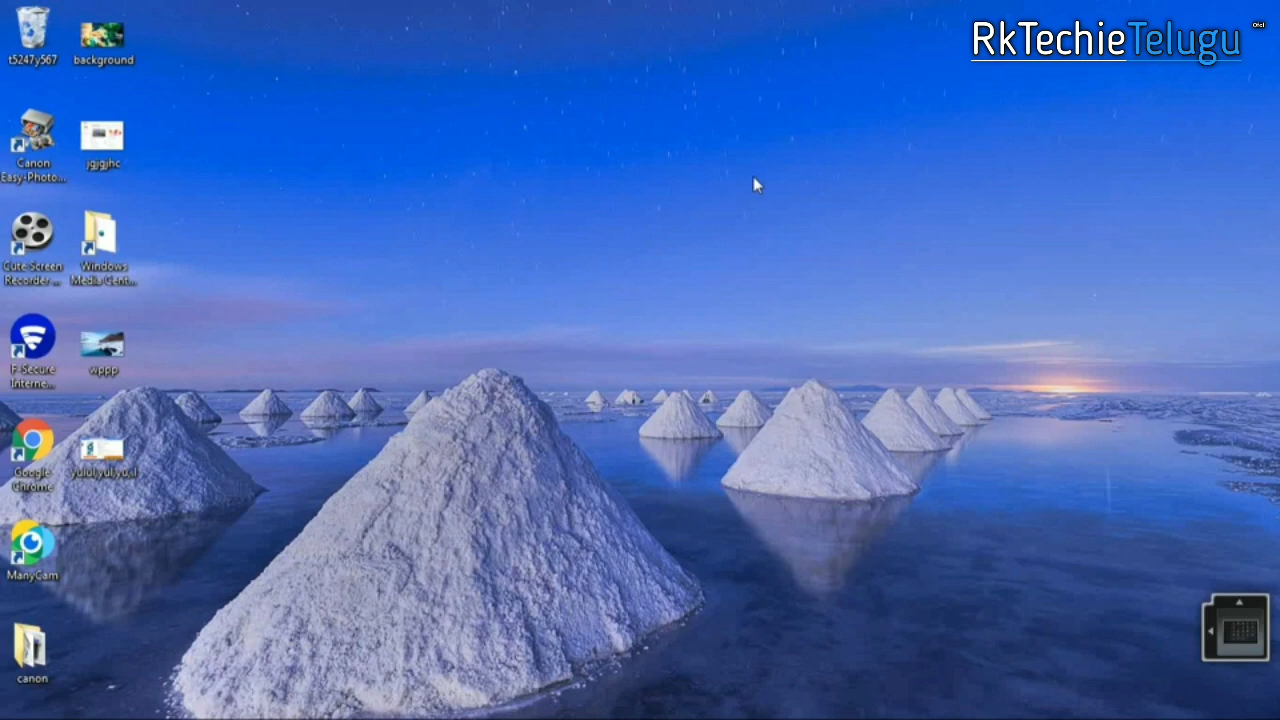 RkTechieTelugu
Ofcl
t5247y567
background
Canon
Easy-Photo...
jgjgjhc
Cute Screen
Recorder ...
Windows
Media Cent...
F-Secure
Interne...
wppp
Google
Chrome
ManyCam
canon